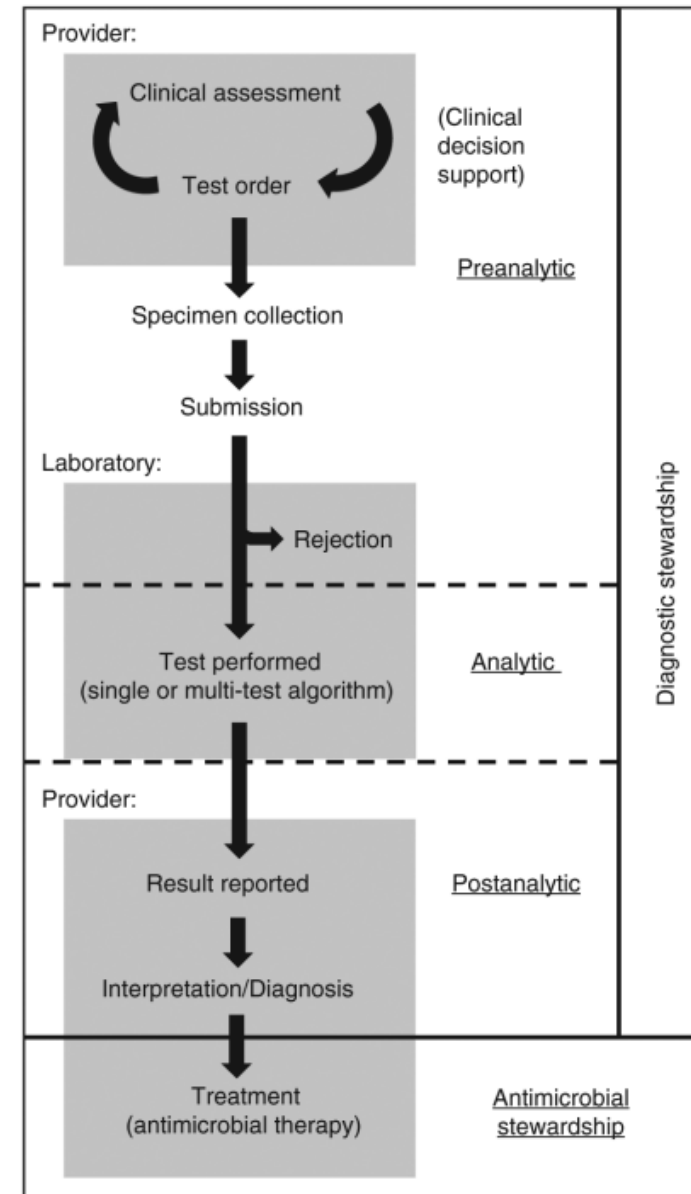 Provider:
Clinical assessment
(Clinical
decision
support)
Test order
Preanalytic
Specimen collection
Submission
Laboratory:
Rejection
Test performed
(single or multi-test algorithm)
Analytic
Diagnostic stewardship
Provider:
Result reported
Postanalytic
Interpretation/Diagnosis
Treatment
(antimicrobial therapy)
Antimicrobial
stewardship